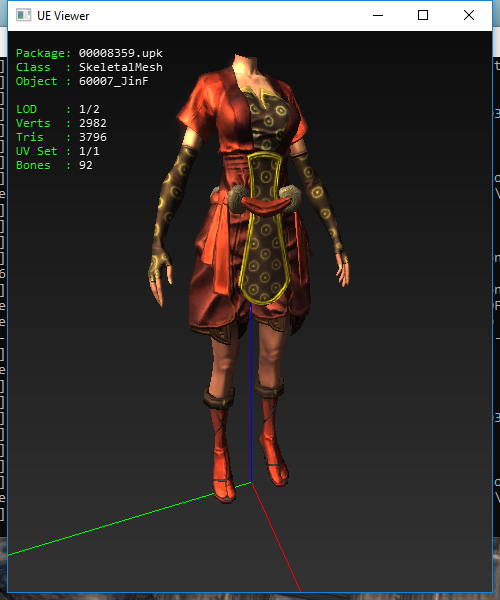 UE Viewer
Package: 00008359.upk
Class : SkeletalMesh
Object : 60007_JinF
LOD : 1/2
Verts : 2982
Tris : 3796
UV Set : 1/1
Bones : 92